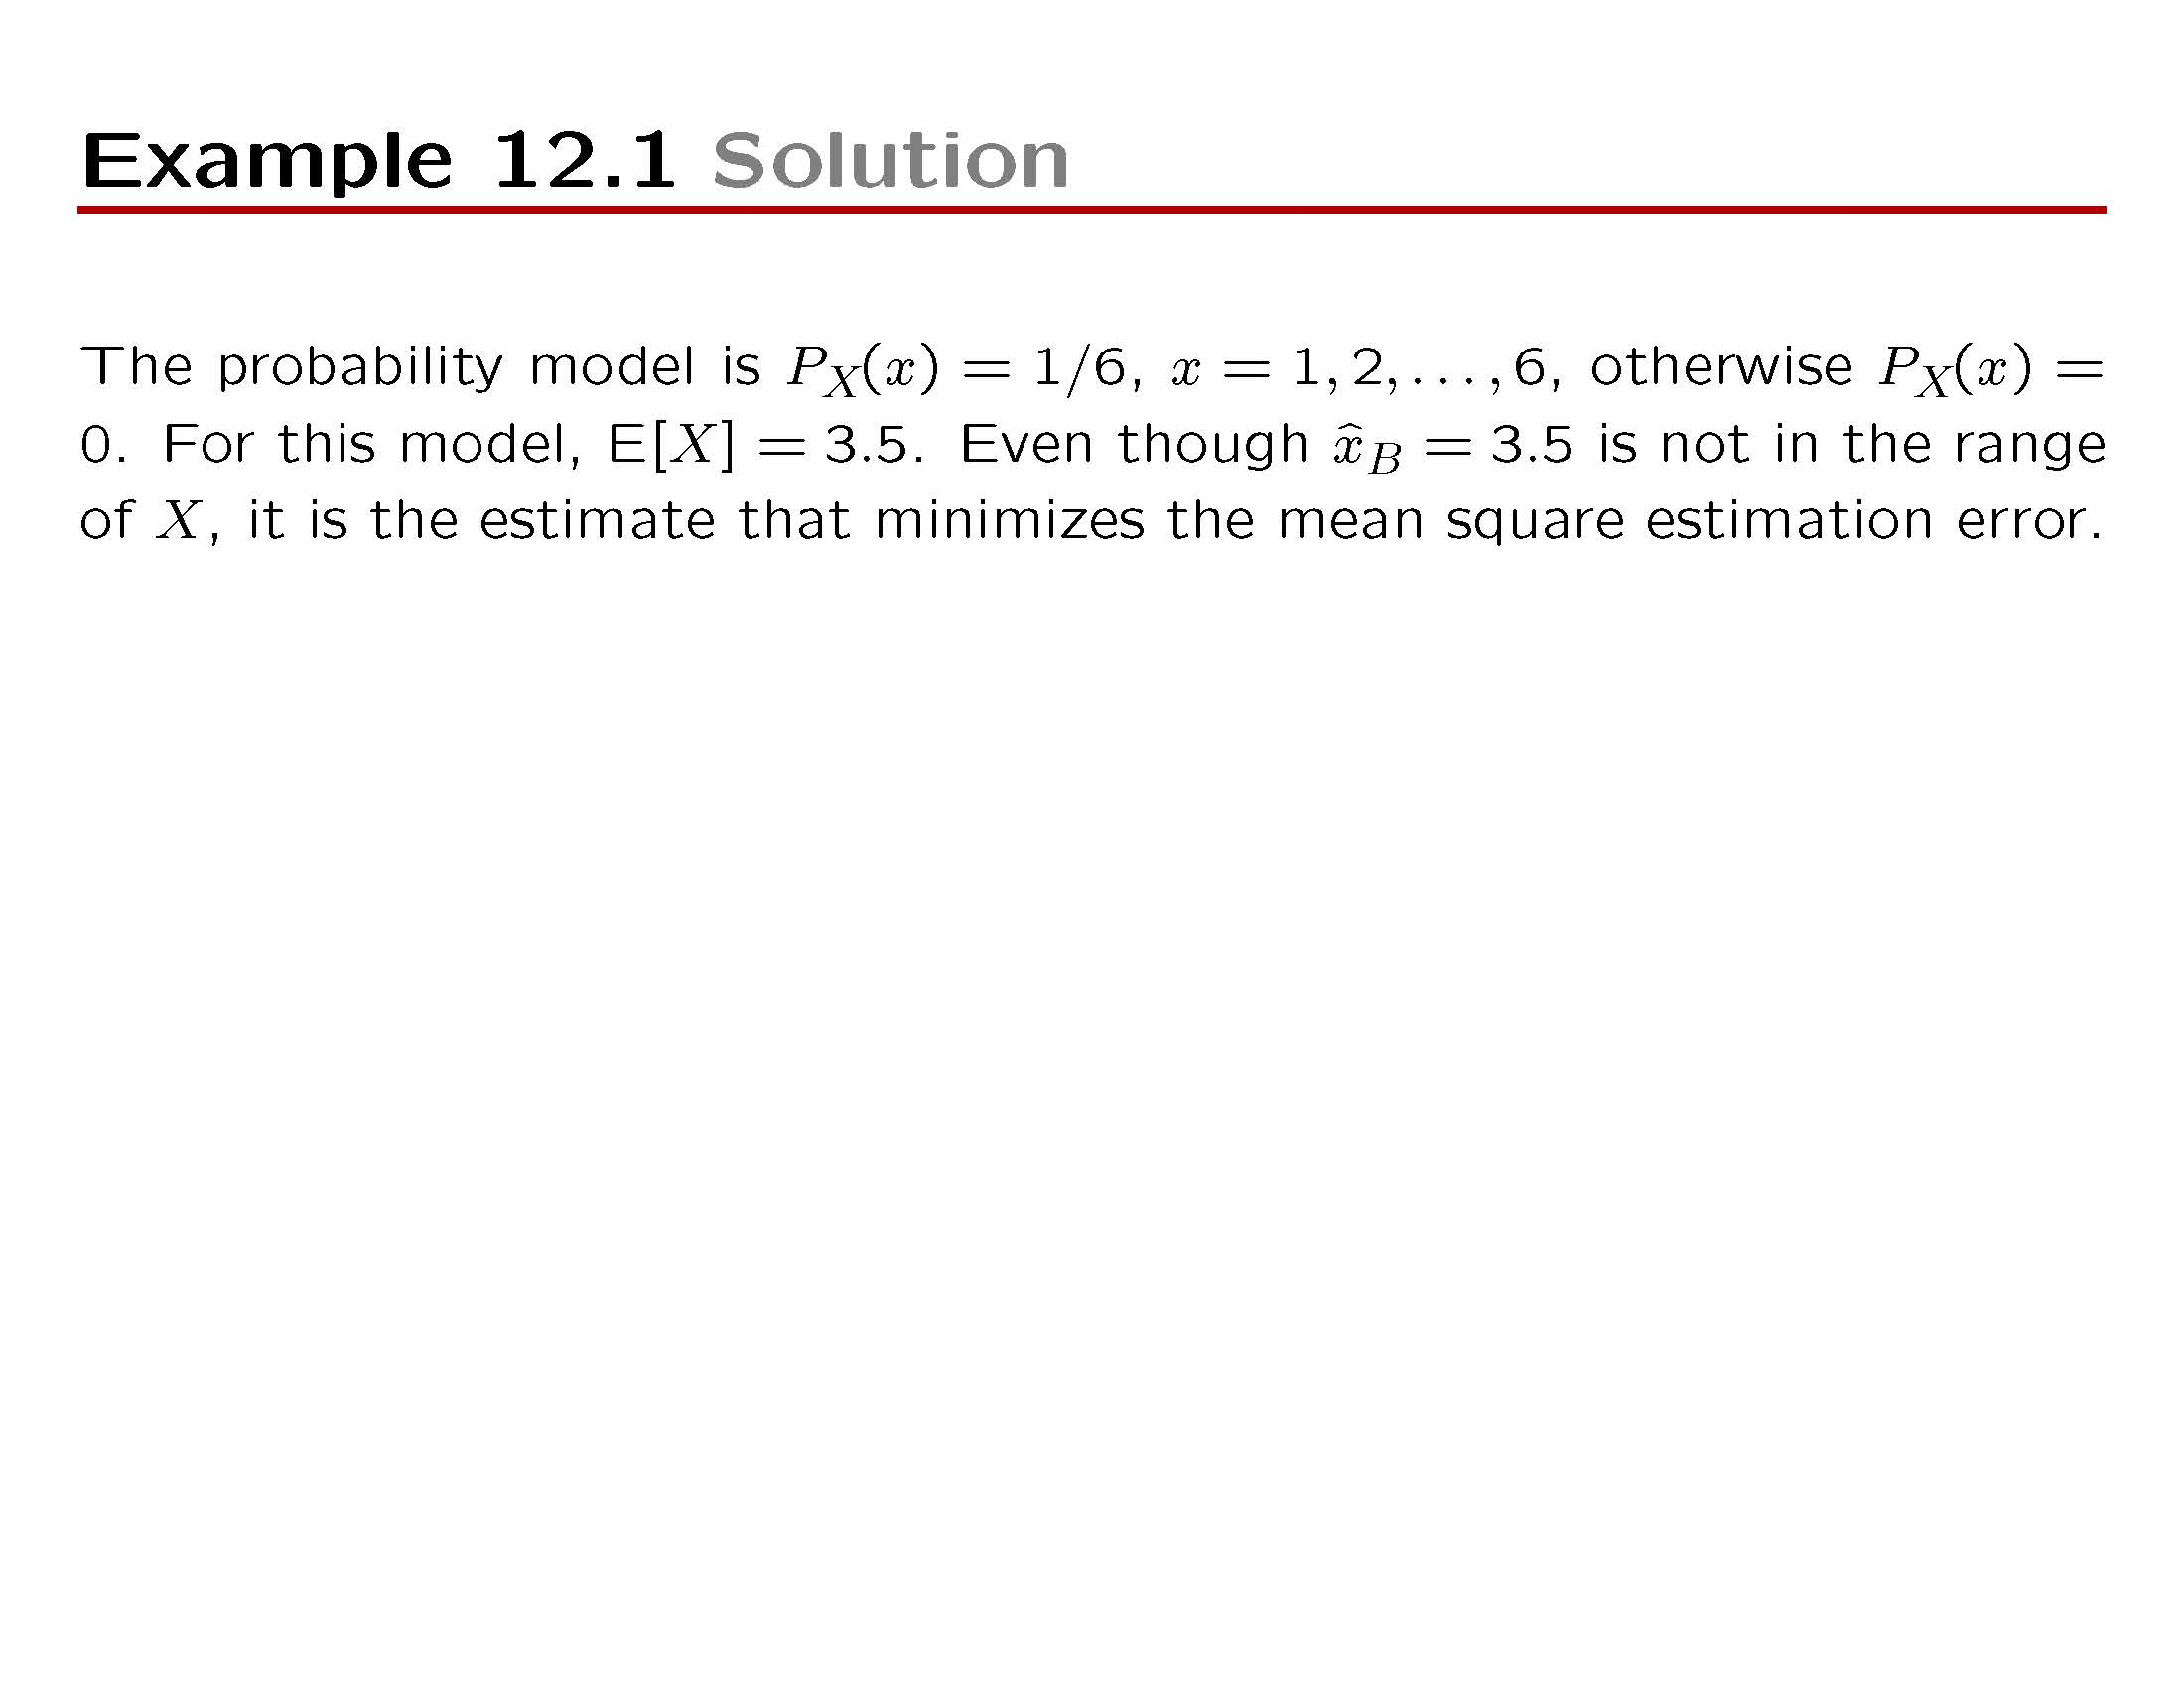 Example 12.1 Solution
The probability model is P_X(x) = 1/6, x = 1, 2, . . . , 6, otherwise P_X(x) =
0. For this model, E[X] = 3.5. Even though x̂_B = 3.5 is not in the range
of X, it is the estimate that minimizes the mean square estimation error.